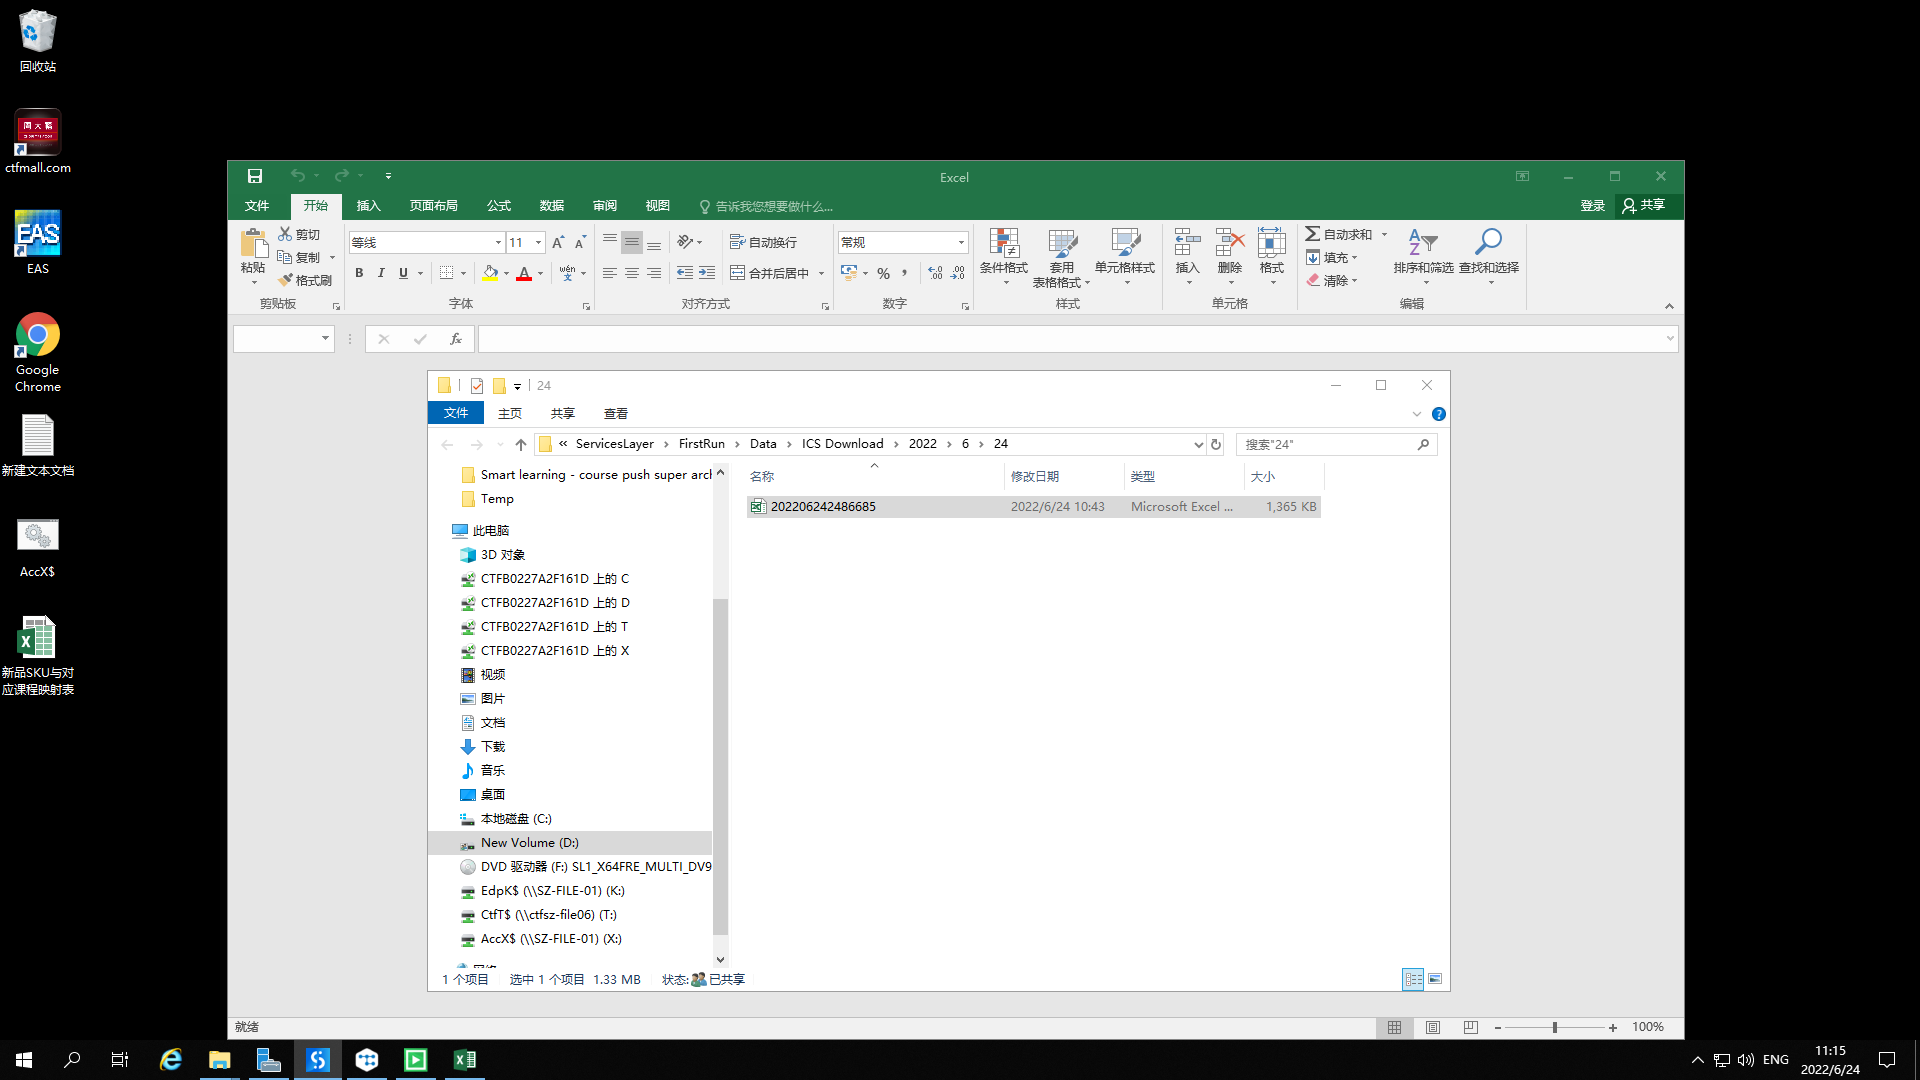 回收站
ctfmall.com
EAS
Google
Chrome
新建文本文档
AccX$
新品SKU与对
应课程映射表
Excel
文件
开始
插入
页面布局
公式
数据
审阅
视图
告诉我您想要做什么...
登录
共享
粘贴
剪切
复制
格式刷
剪贴板
等线
11
B I U
wén
字体
自动换行
合并后居中
对齐方式
常规
数字
条件格式
套用
表格格式
单元格样式
样式
插入
删除
格式
单元格
自动求和
填充
清除
排序和筛选
查找和选择
编辑
fx
24
文件
主页
共享
查看
« ServicesLayer › FirstRun › Data › ICS Download › 2022 › 6 › 24
搜索"24"
Smart learning - course push super arch
Temp
此电脑
3D 对象
CTFB0227A2F161D 上的 C
CTFB0227A2F161D 上的 D
CTFB0227A2F161D 上的 T
CTFB0227A2F161D 上的 X
视频
图片
文档
下载
音乐
桌面
本地磁盘 (C:)
New Volume (D:)
DVD 驱动器 (F:) SL1_X64FRE_MULTI_DV9
EdpK$ (\\SZ-FILE-01) (K:)
CtfT$ (\\ctfsz-file06) (T:)
AccX$ (\\SZ-FILE-01) (X:)
名称
修改日期
类型
大小
202206242486685
2022/6/24 10:43
Microsoft Excel ...
1,365 KB
1 个项目
选中 1 个项目 1.33 MB
状态: 已共享
就绪
100%
ENG
11:15
2022/6/24